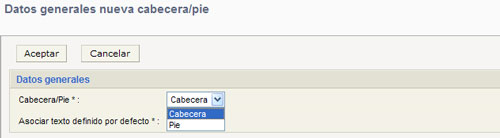 Datos generales nueva cabecera/pie
Aceptar Cancelar
Datos generales
Cabecera/Pie * : Cabecera
Cabecera
Asociar texto definido por defecto * : Pie